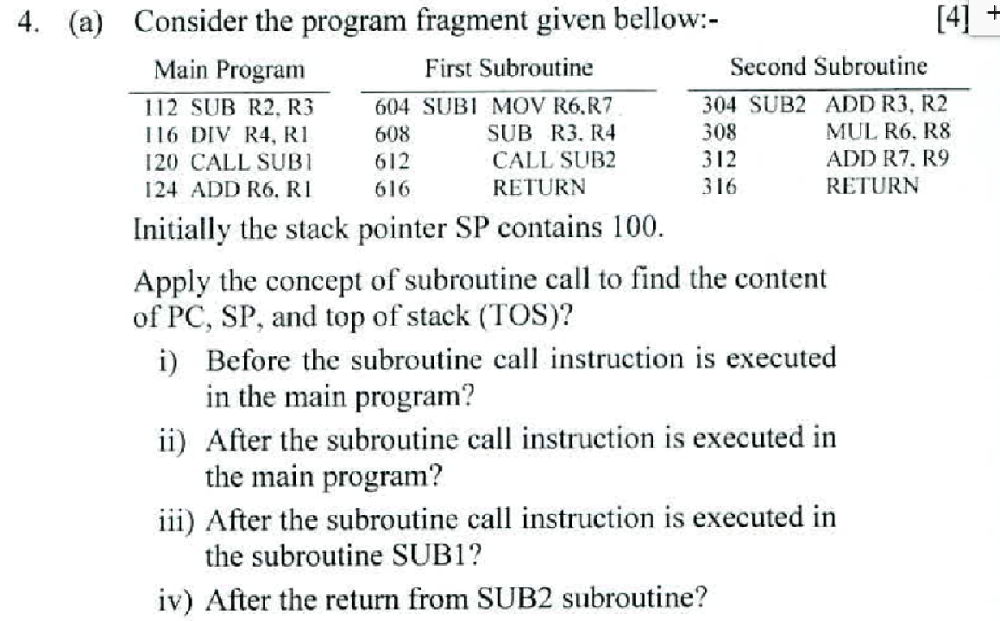 4. (a) Consider the program fragment given bellow:- [4] +
Main Program First Subroutine Second Subroutine
112 SUB R2, R3 604 SUB1 MOV R6,R7 304 SUB2 ADD R3, R2
116 DIV R4, R1 608 SUB R3, R4 308 MUL R6, R8
120 CALL SUB1 612 CALL SUB2 312 ADD R7, R9
124 ADD R6, R1 616 RETURN 316 RETURN
Initially the stack pointer SP contains 100.
Apply the concept of subroutine call to find the content
of PC, SP, and top of stack (TOS)?
i) Before the subroutine call instruction is executed
in the main program?
ii) After the subroutine call instruction is executed in
the main program?
iii) After the subroutine call instruction is executed in
the subroutine SUB1?
iv) After the return from SUB2 subroutine?